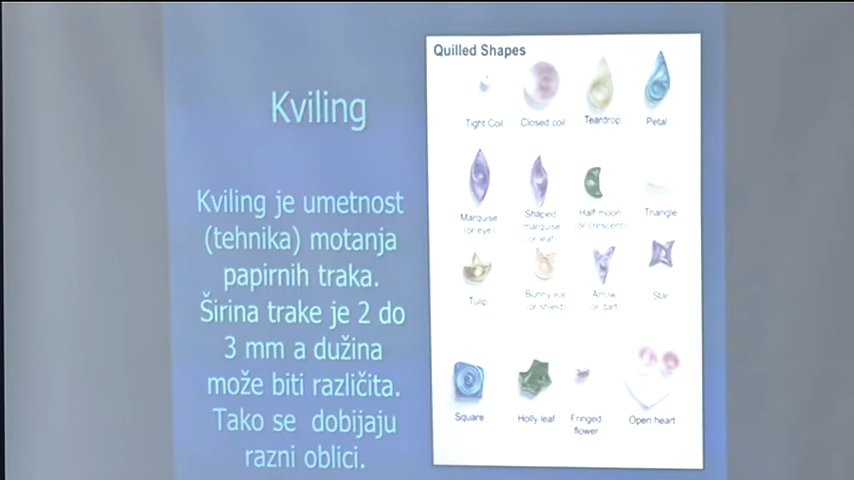 Kviling
Kviling je umetnost
(tehnika) motanja
papirnih traka.
Širina trake je 2 do
3 mm a dužina
može biti različita.
Tako se dobijaju
razni oblici.
Quilled Shapes
Tight Coil Closed coil Teardrop Petal
Marquise Shaped Half moon Triangle
(or eye) marquise (or crescent)
(or leaf)
Tulip Bunny ear Arrow Star
(or shield) (or dart)
Square Holly leaf Fringed Open heart
flower